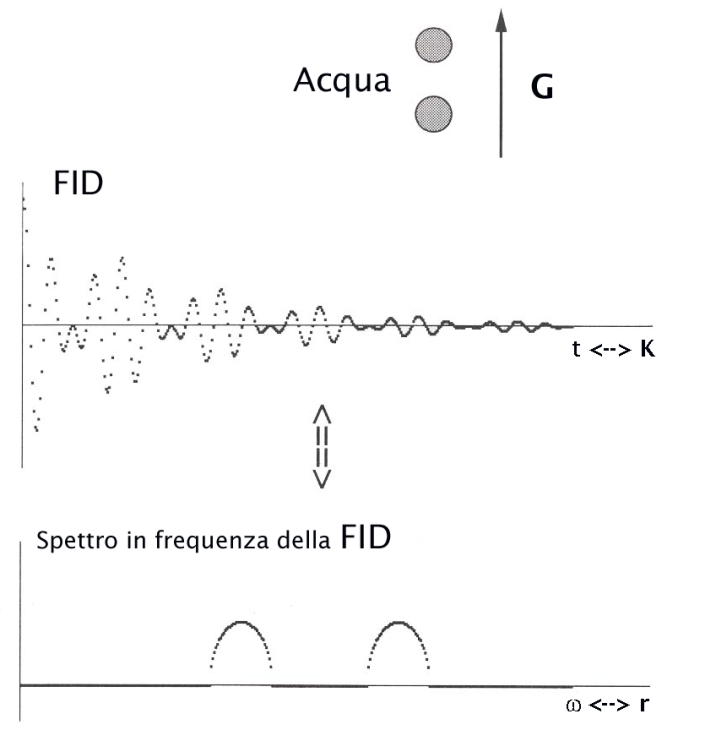 Acqua
G
FID
t <--> K
Spettro in frequenza della FID
ω <--> r